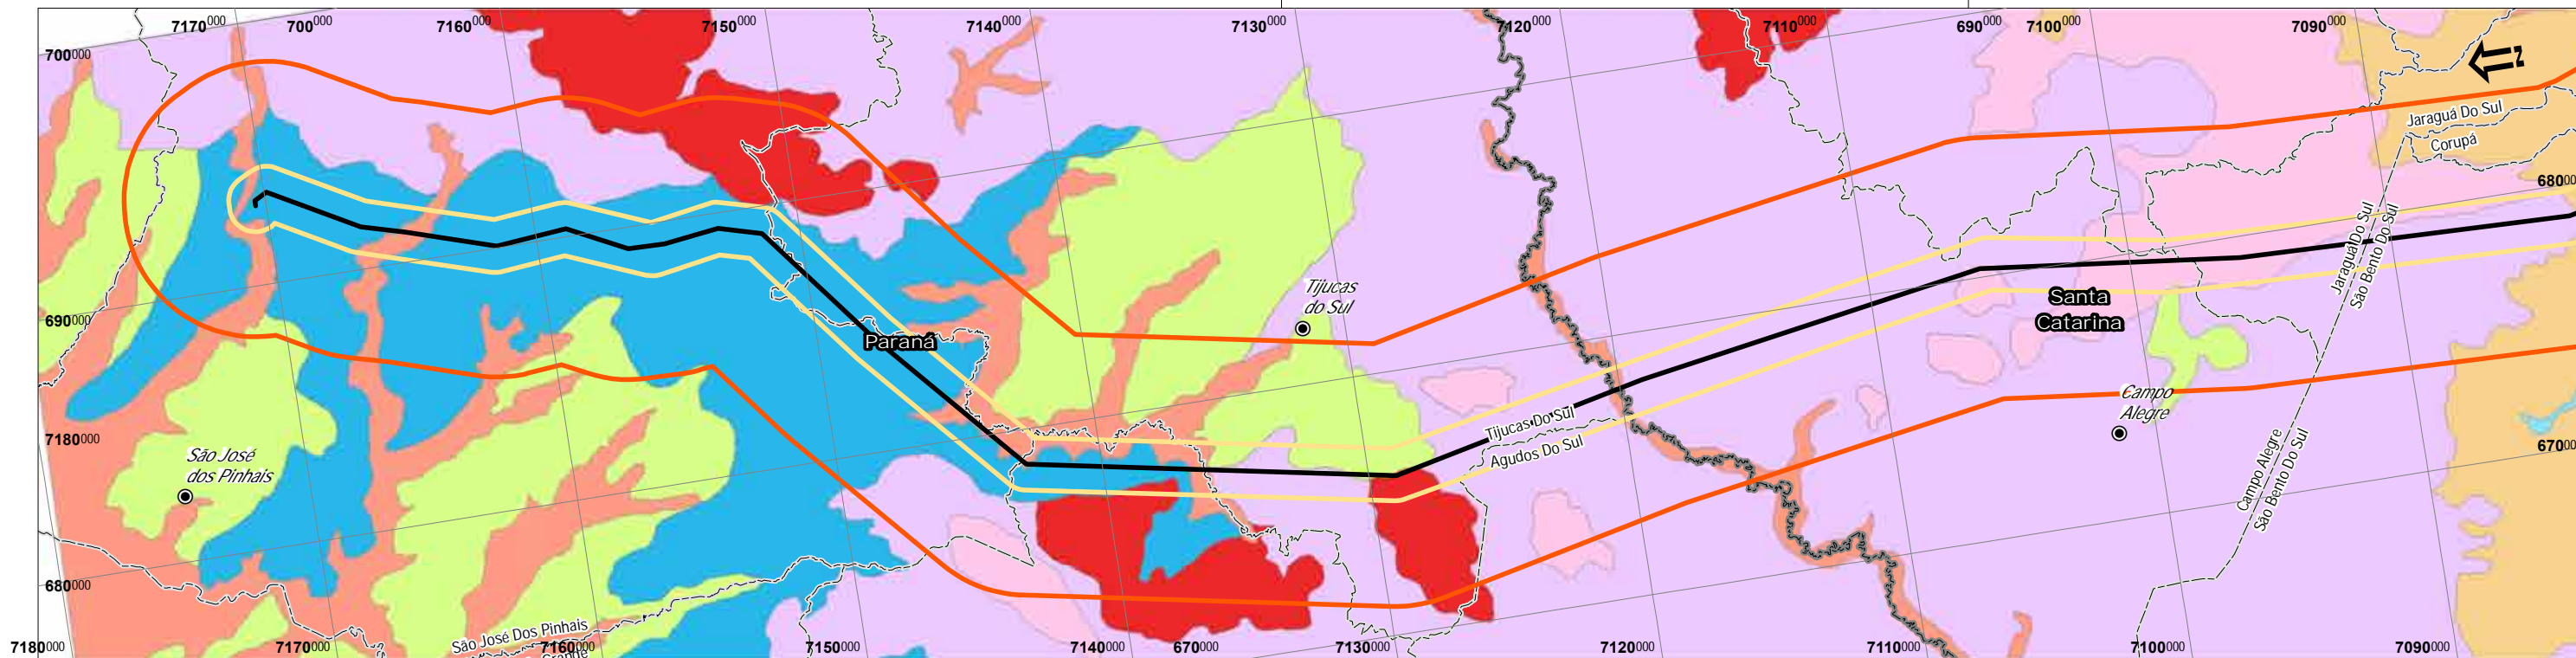 7170000
700000
7160000
7150000
7140000
7130000
7120000
7110000
690000
7100000
7090000
700000
N
Jaraguá Do Sul
Corupá
6800
Tijucas
do Sul
Jaraguá Do Sul
São Bento Do Sul
690000
Santa
Catarina
Paraná
Campo
Alegre
Tijucas Do Sul
Agudos Do Sul
7180000
6700
São José
dos Pinhais
Campo Alegre
São Bento Do Sul
680000
São José Dos Pinhais
7180000
7170000
7160000
7150000
7140000
670000
7130000
7120000
7110000
7100000
7090000